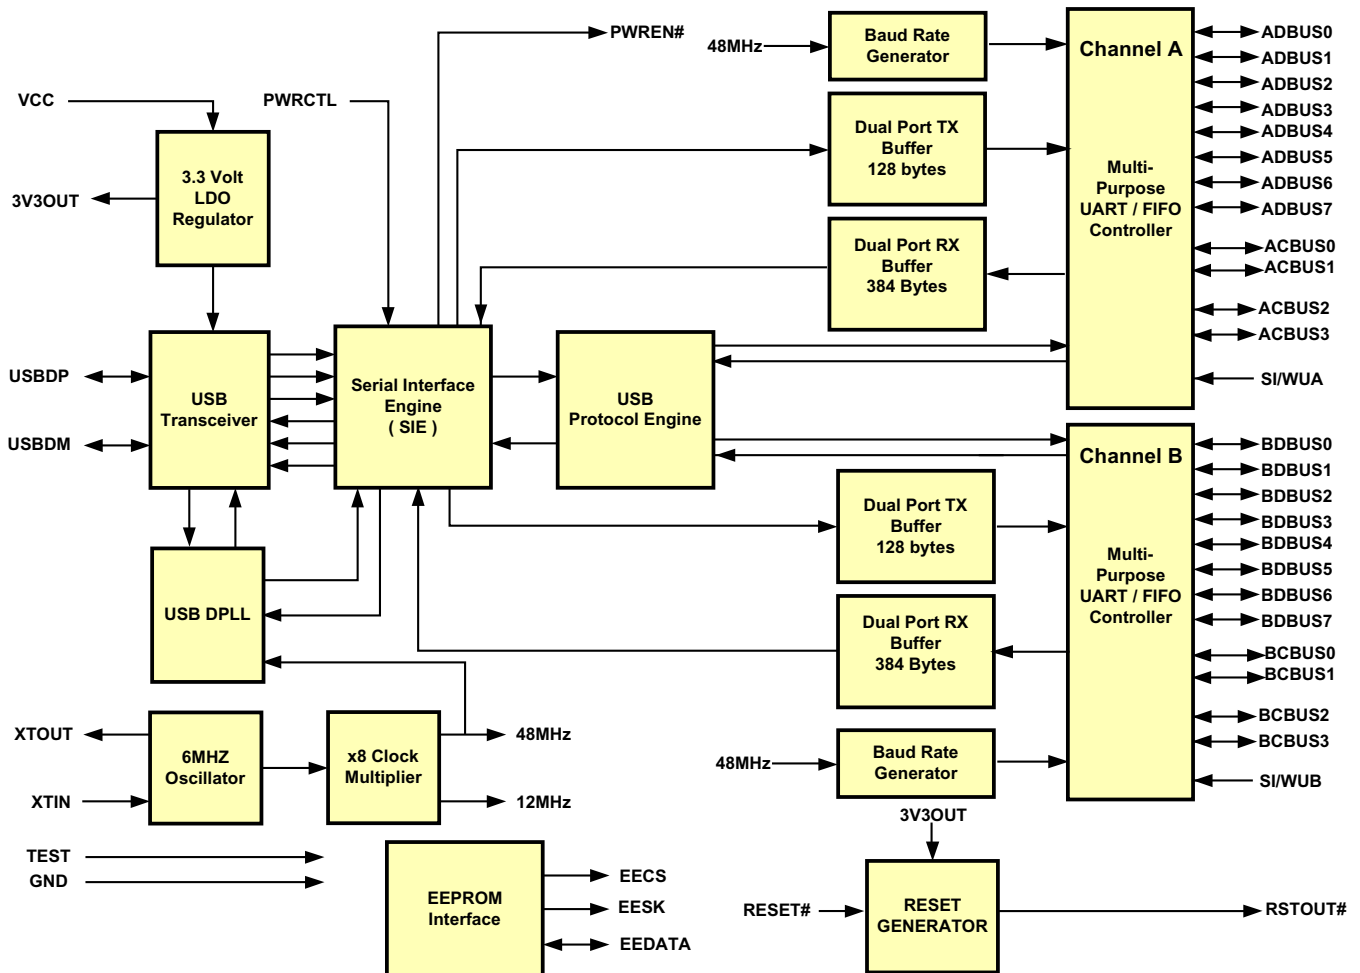 PWREN#
48MHz
Baud Rate
Generator
Channel A
ADBUS0
ADBUS1
ADBUS2
ADBUS3
ADBUS4
ADBUS5
ADBUS6
ADBUS7
ACBUS0
ACBUS1
ACBUS2
ACBUS3
SI/WUA
Multi-
Purpose
UART / FIFO
Controller
VCC
PWRCTL
Dual Port TX
Buffer
128 bytes
3.3 Volt
LDO
Regulator
3V3OUT
Dual Port RX
Buffer
384 Bytes
USBDP
USBDM
USB
Transceiver
Serial Interface
Engine
( SIE )
USB
Protocol Engine
Channel B
BDBUS0
BDBUS1
BDBUS2
BDBUS3
BDBUS4
BDBUS5
BDBUS6
BDBUS7
BCBUS0
BCBUS1
BCBUS2
BCBUS3
SI/WUB
Multi-
Purpose
UART / FIFO
Controller
Dual Port TX
Buffer
128 bytes
USB DPLL
Dual Port RX
Buffer
384 Bytes
XTOUT
XTIN
6MHZ
Oscillator
x8 Clock
Multiplier
48MHz
12MHz
48MHz
Baud Rate
Generator
TEST
GND
EEPROM
Interface
EECS
EESK
EEDATA
3V3OUT
RESET#
RESET
GENERATOR
RSTOUT#